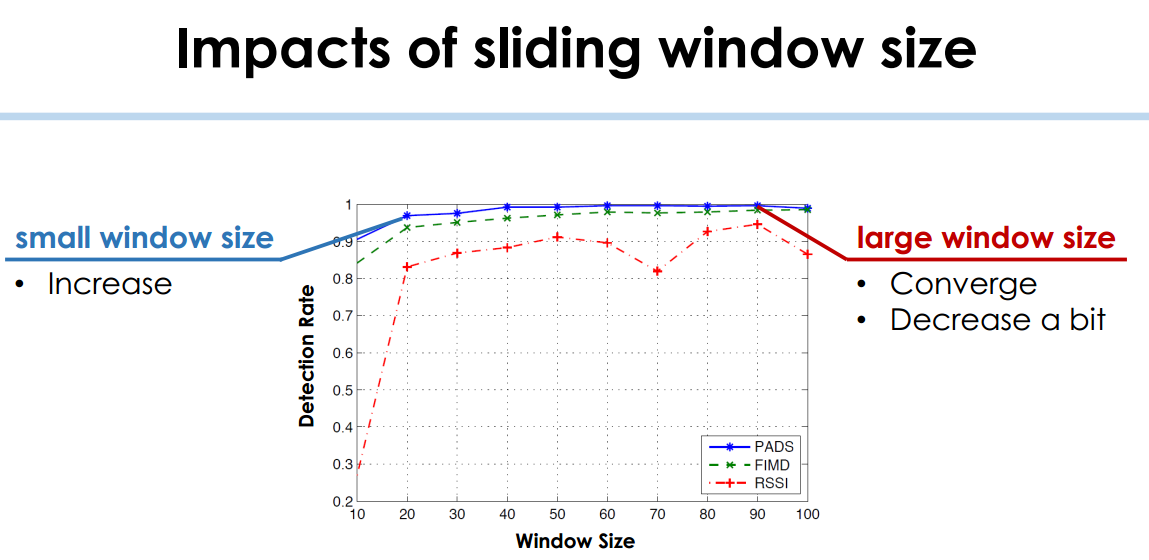 Impacts of sliding window size
small window size
• Increase
large window size
• Converge
• Decrease a bit
Detection Rate
1
0.9
0.8
0.7
0.6
0.5
0.4
0.3
0.2
10 20 30 40 50 60 70 80 90 100
Window Size
PADS
FIMD
RSSI